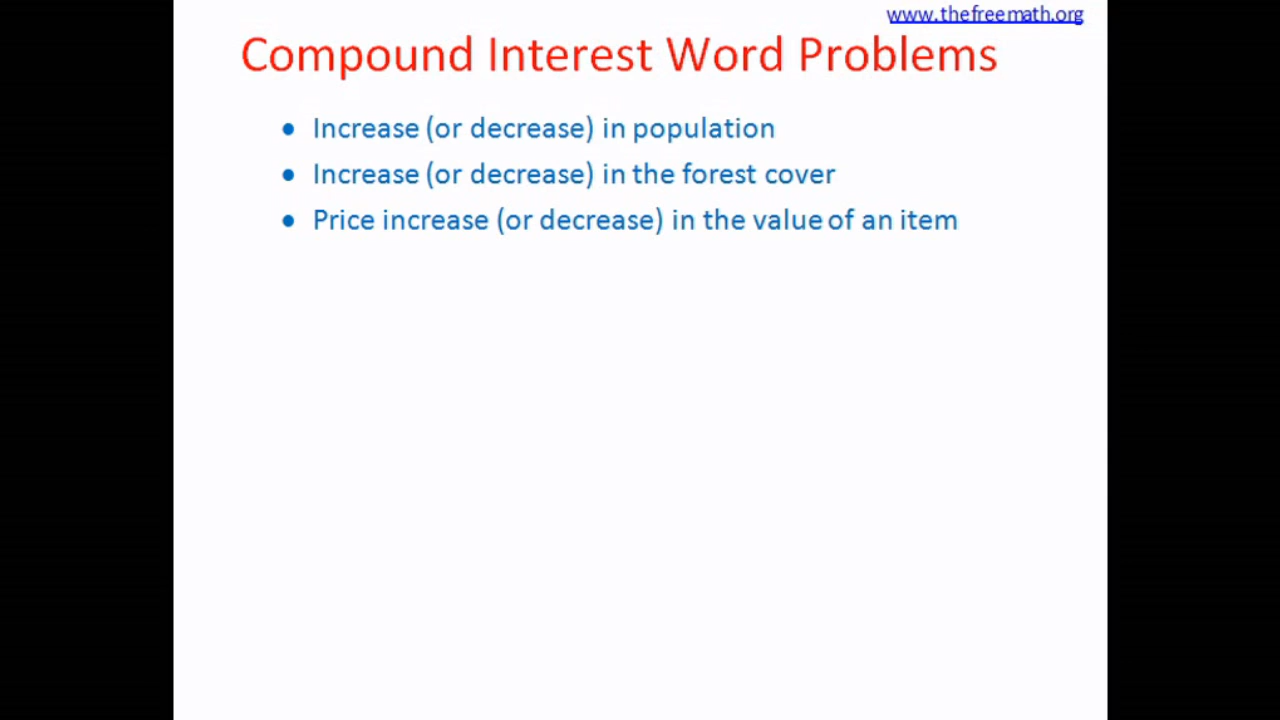 www.thefreemath.org
Compound Interest Word Problems
● Increase (or decrease) in population
● Increase (or decrease) in the forest cover
● Price increase (or decrease) in the value of an item